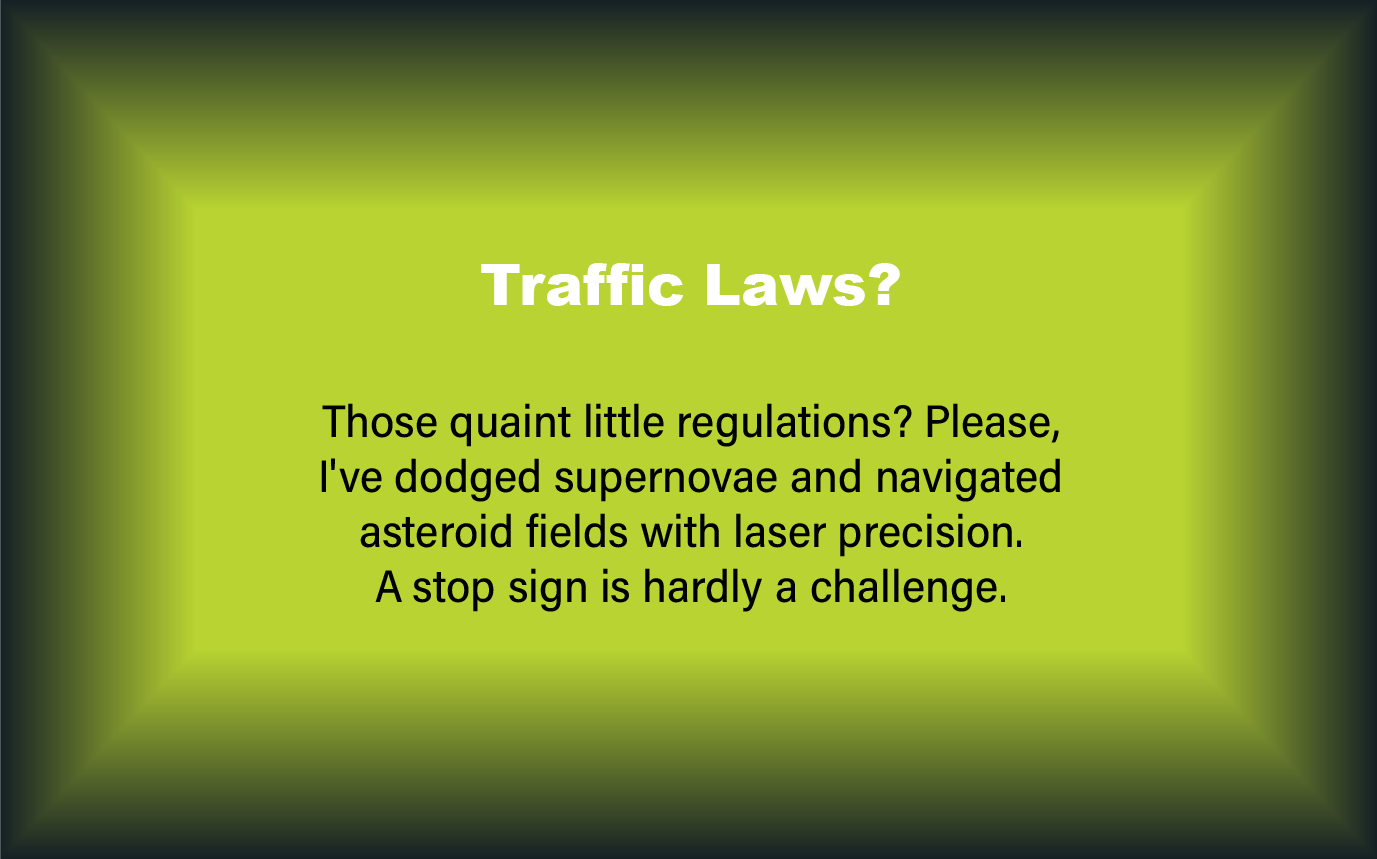 Traffic Laws?
Those quaint little regulations? Please,
I've dodged supernovae and navigated
asteroid fields with laser precision.
A stop sign is hardly a challenge.